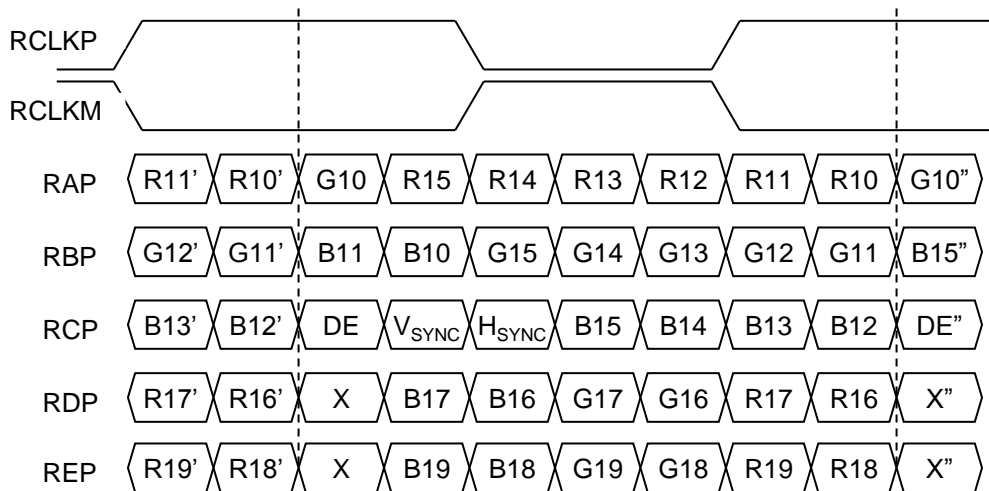 RCLKP
RCLKM
RAP R11’ R10’ G10 R15 R14 R13 R12 R11 R10 G10”
RBP G12’ G11’ B11 B10 G15 G14 G13 G12 G11 B15”
RCP B13’ B12’ DE VSYNC HSYNC B15 B14 B13 B12 DE”
RDP R17’ R16’ X B17 B16 G17 G16 R17 R16 X”
REP R19’ R18’ X B19 B18 G19 G18 R19 R18 X”